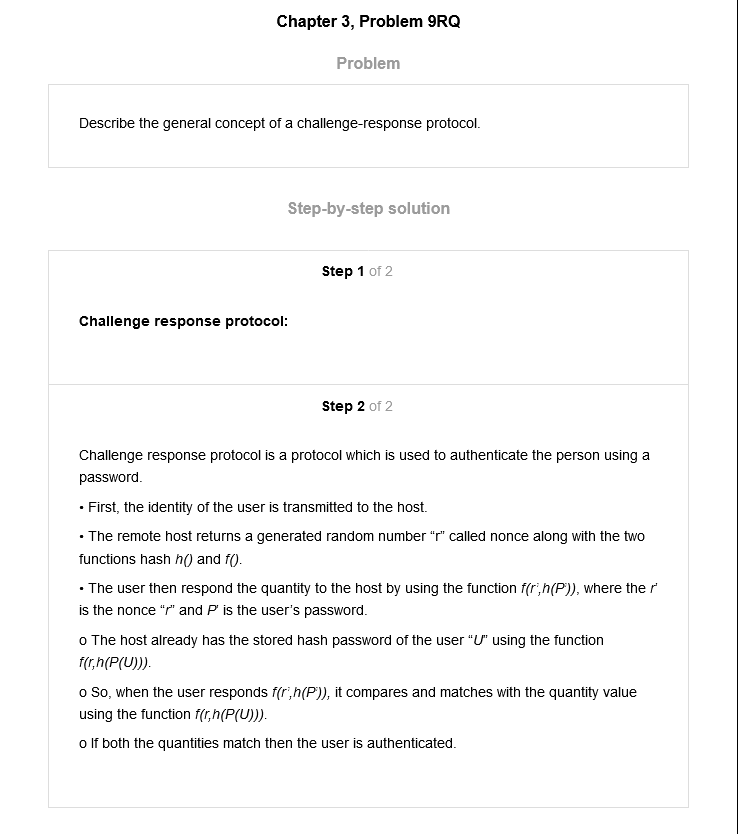 Chapter 3, Problem 9RQ
Problem
Describe the general concept of a challenge-response protocol.
Step-by-step solution
Step 1 of 2
Challenge response protocol:
Step 2 of 2
Challenge response protocol is a protocol which is used to authenticate the person using a
password.
• First, the identity of the user is transmitted to the host.
• The remote host returns a generated random number “r” called nonce along with the two
functions hash h() and f().
• The user then respond the quantity to the host by using the function f(r',h(P')), where the r'
is the nonce “r” and P' is the user’s password.
o The host already has the stored hash password of the user “U” using the function
f(r,h(P(U))).
o So, when the user responds f(r',h(P')), it compares and matches with the quantity value
using the function f(r,h(P(U))).
o If both the quantities match then the user is authenticated.